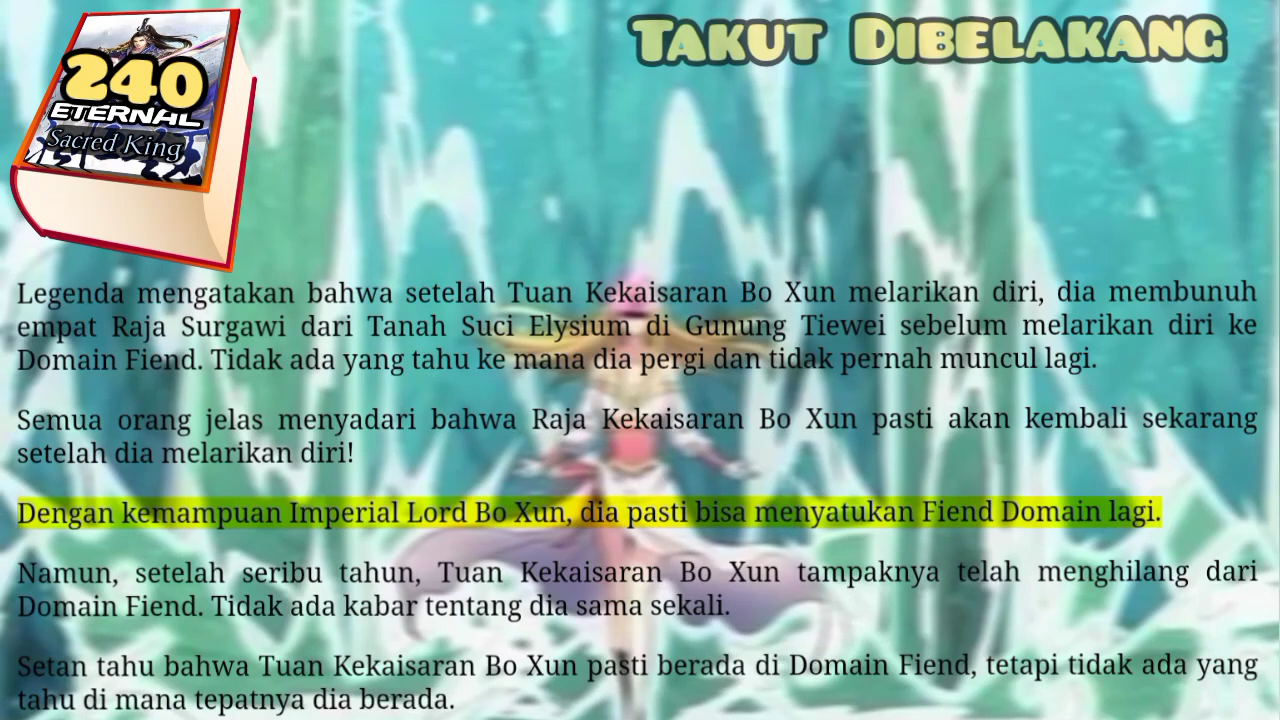 Takut Dibelakang
240
ETERNAL
Sacred King
Legenda mengatakan bahwa setelah Tuan Kekaisaran Bo Xun melarikan diri, dia membunuh
empat Raja Surgawi dari Tanah Suci Elysium di Gunung Tiewei sebelum melarikan diri ke
Domain Fiend. Tidak ada yang tahu ke mana dia pergi dan tidak pernah muncul lagi.
Semua orang jelas menyadari bahwa Raja Kekaisaran Bo Xun pasti akan kembali sekarang
setelah dia melarikan diri!
Dengan kemampuan Imperial Lord Bo Xun, dia pasti bisa menyatukan Fiend Domain lagi.
Namun, setelah seribu tahun, Tuan Kekaisaran Bo Xun tampaknya telah menghilang dari
Domain Fiend. Tidak ada kabar tentang dia sama sekali.
Setan tahu bahwa Tuan Kekaisaran Bo Xun pasti berada di Domain Fiend, tetapi tidak ada yang
tahu di mana tepatnya dia berada.